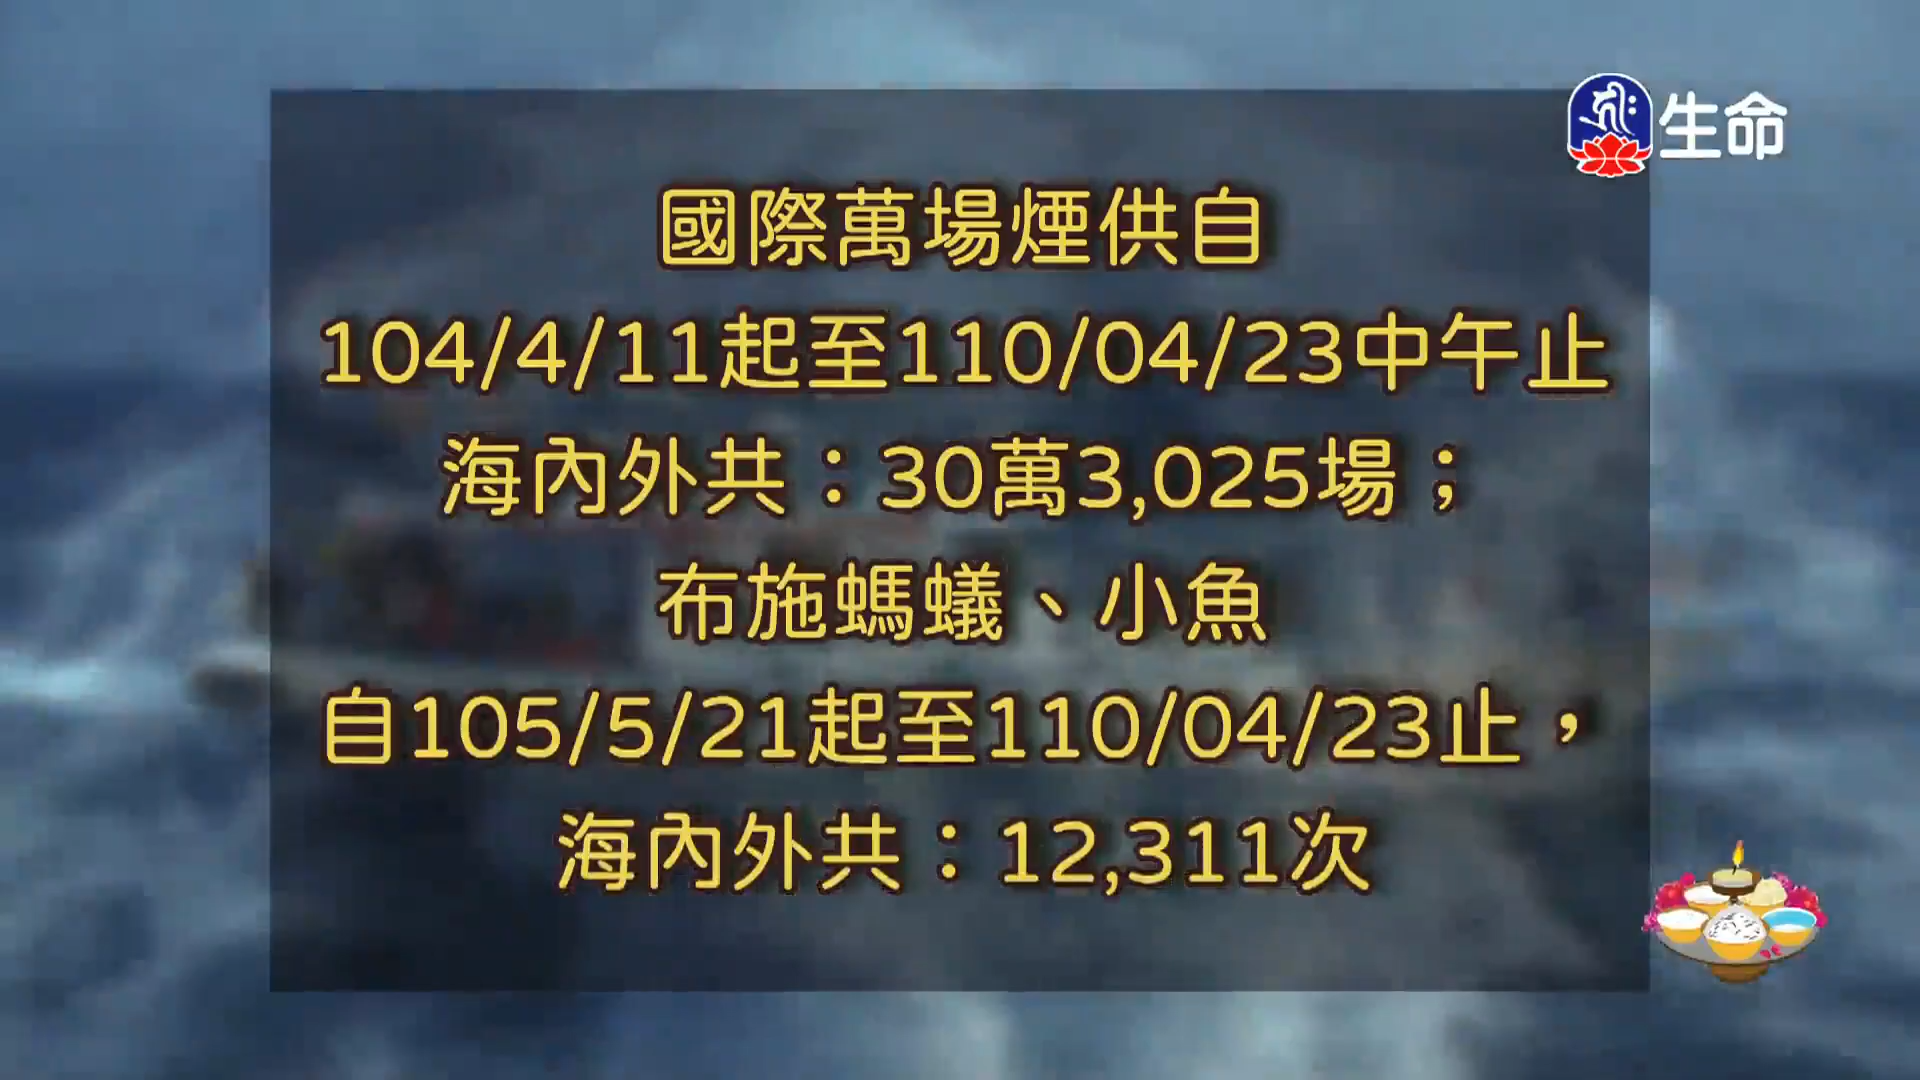 生命
國際萬場煙供自
104/4/11起至110/04/23中午止
海內外共：30萬3,025場；
布施螞蟻、小魚
自105/5/21起至110/04/23止，
海內外共：12,311次